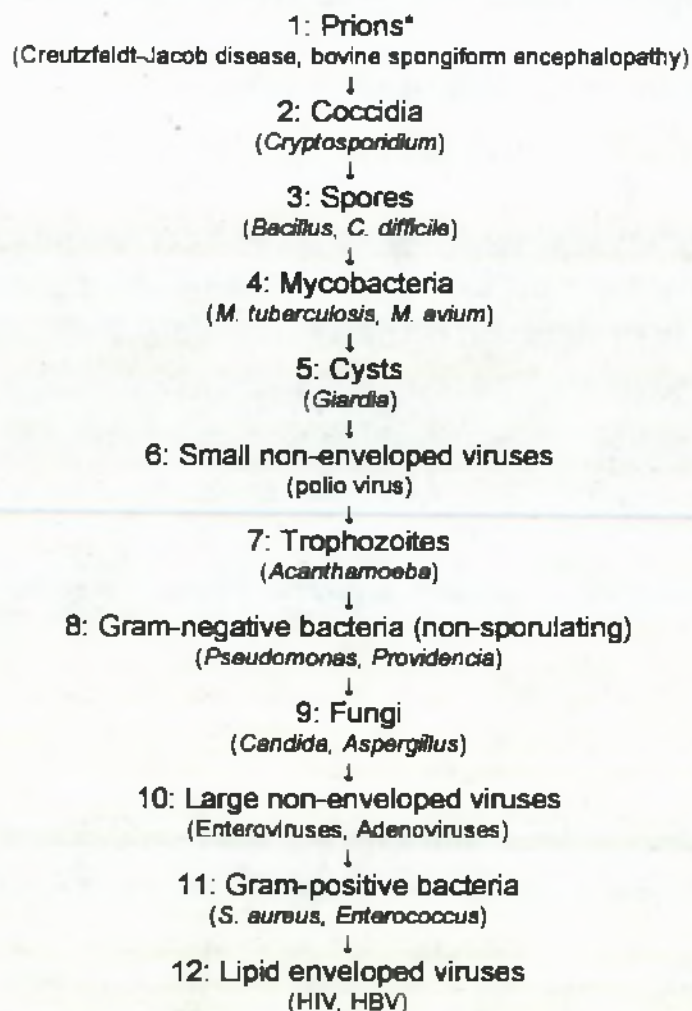 1: Prions*
(Creutzfeldt-Jacob disease, bovine spongiform encephalopathy)
↓
2: Coccidia
(Cryptosporidium)
↓
3: Spores
(Bacillus, C. difficile)
↓
4: Mycobacteria
(M. tuberculosis, M. avium)
↓
5: Cysts
(Giardia)
↓
6: Small non-enveloped viruses
(polio virus)
↓
7: Trophozoites
(Acanthamoeba)
↓
8: Gram-negative bacteria (non-sporulating)
(Pseudomonas, Providencia)
↓
9: Fungi
(Candida, Aspergillus)
↓
10: Large non-enveloped viruses
(Enteroviruses, Adenoviruses)
↓
11: Gram-positive bacteria
(S. aureus, Enterococcus)
↓
12: Lipid enveloped viruses
(HIV, HBV)